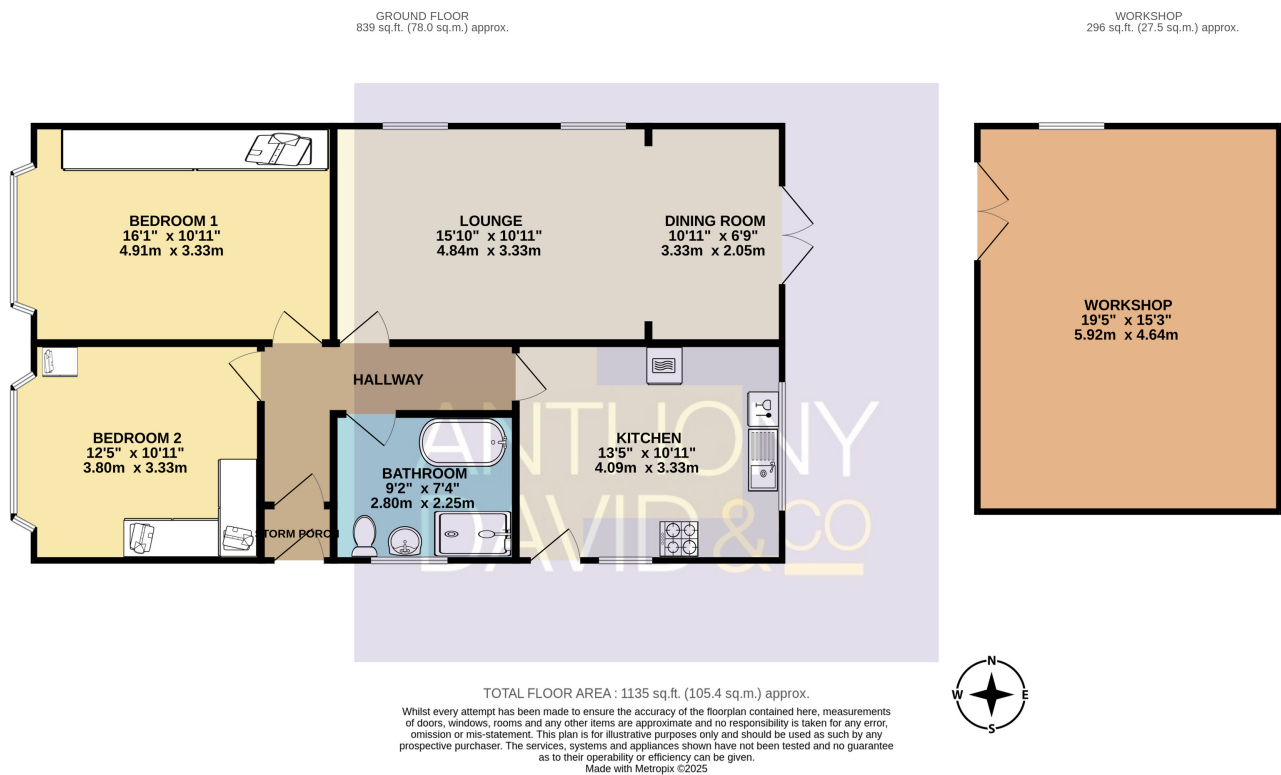 GROUND FLOOR
839 sq.ft. (78.0 sq.m.) approx.
WORKSHOP
296 sq.ft. (27.5 sq.m.) approx.
BEDROOM 1
16'1" x 10'11"
4.91m x 3.33m
LOUNGE
15'10" x 10'11"
4.84m x 3.33m
DINING ROOM
10'11" x 6'9"
3.33m x 2.05m
WORKSHOP
19'5" x 15'3"
5.92m x 4.64m
HALLWAY
BEDROOM 2
12'5" x 10'11"
3.80m x 3.33m
BATHROOM
9'2" x 7'4"
2.80m x 2.25m
KITCHEN
13'5" x 10'11"
4.09m x 3.33m
STORM PORCH
ANTHONY
DAVID & CO
N
W E
S
TOTAL FLOOR AREA : 1135 sq.ft. (105.4 sq.m.) approx.
Whilst every attempt has been made to ensure the accuracy of the floorplan contained here, measurements
of doors, windows, rooms and any other items are approximate and no responsibility is taken for any error,
omission or mis-statement. This plan is for illustrative purposes only and should be used as such by any
prospective purchaser. The services, systems and appliances shown have not been tested and no guarantee
as to their operability or efficiency can be given.
Made with Metropix ©2025